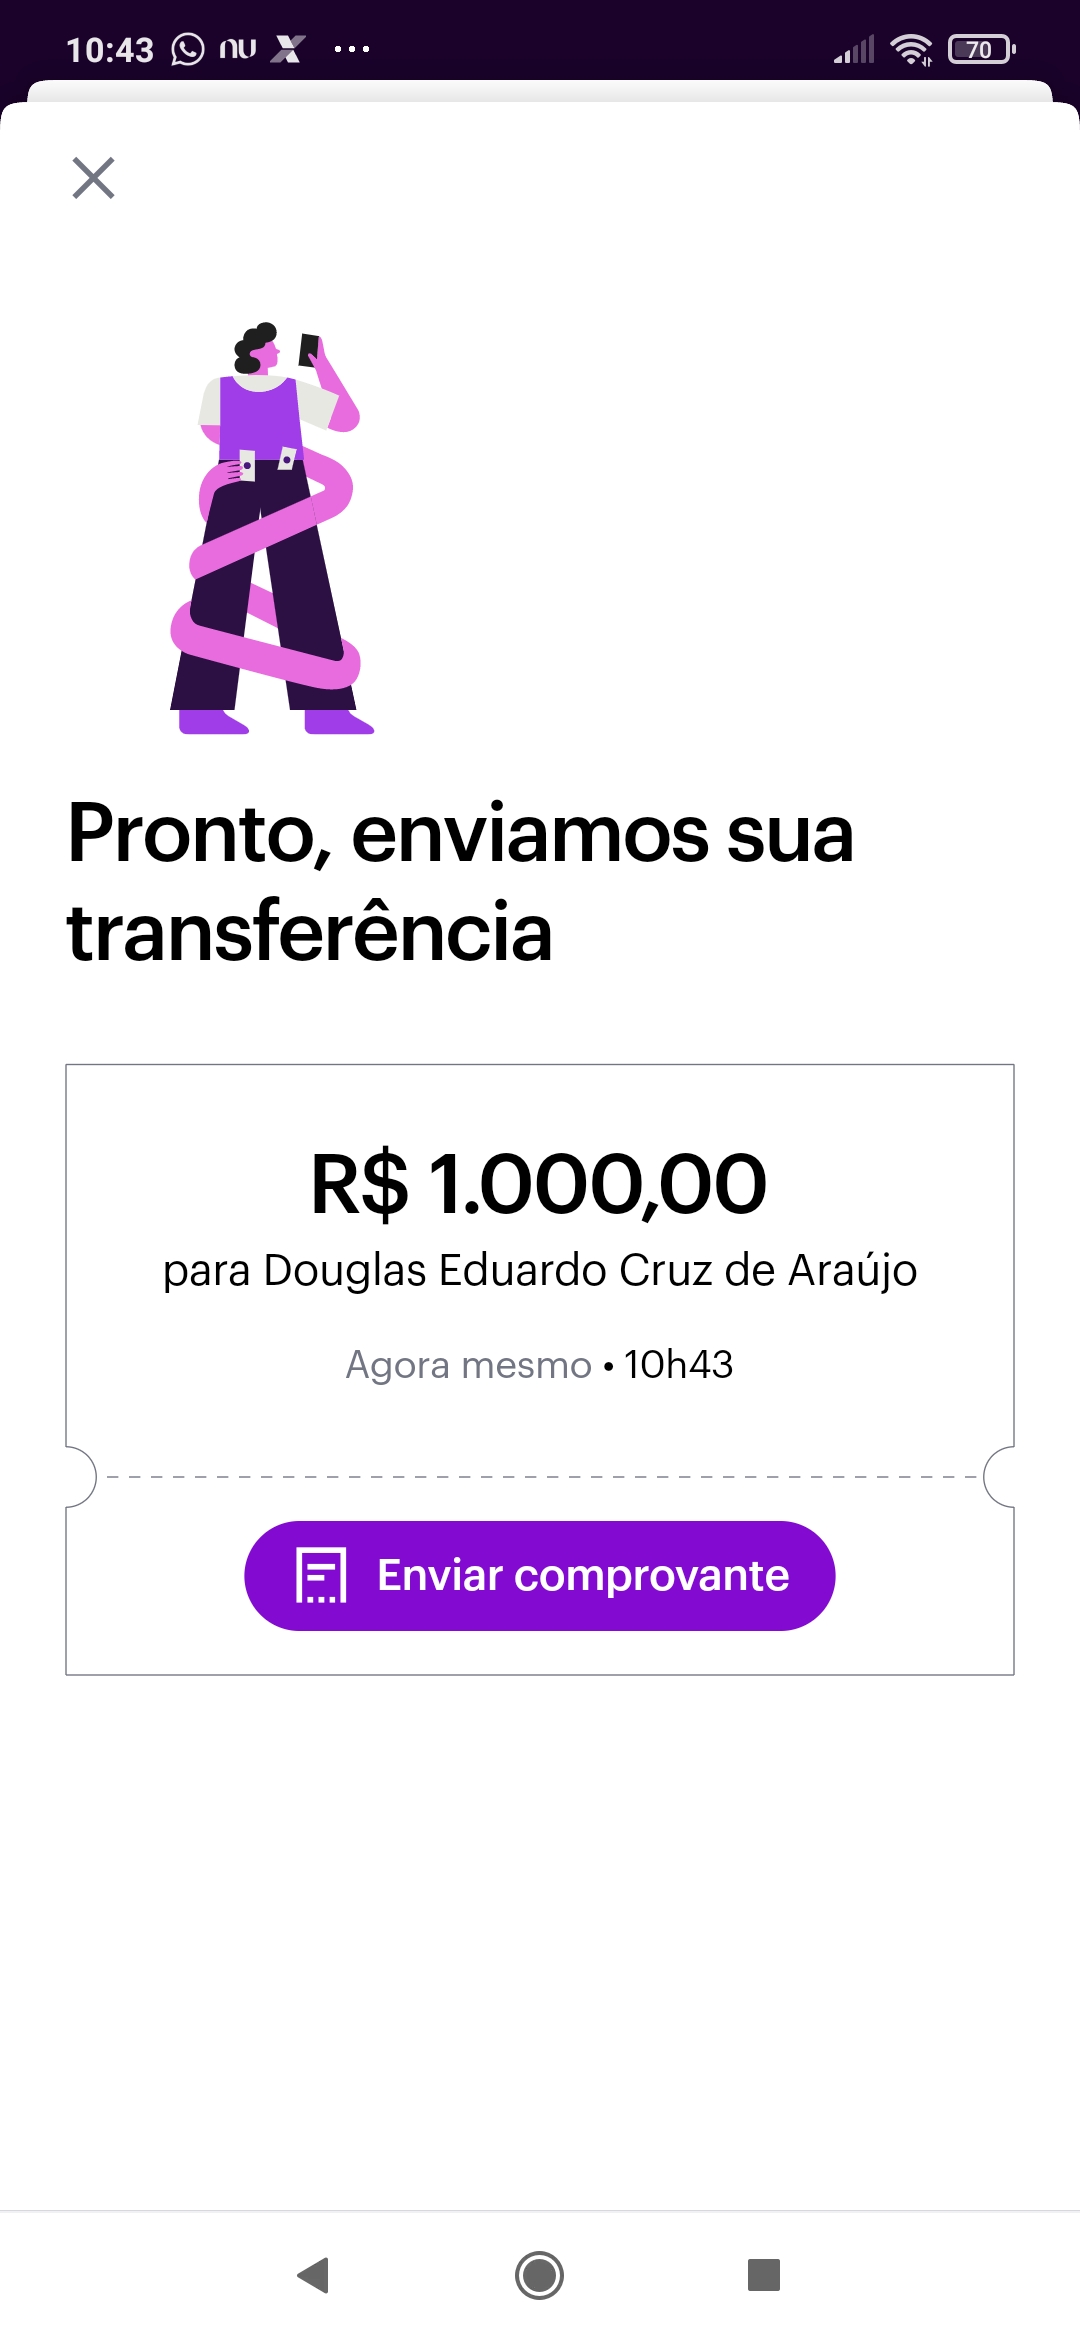 10:43 nu 70
Pronto, enviamos sua
transferência
R$ 1.000,00
para Douglas Eduardo Cruz de Araújo
Agora mesmo • 10h43
Enviar comprovante